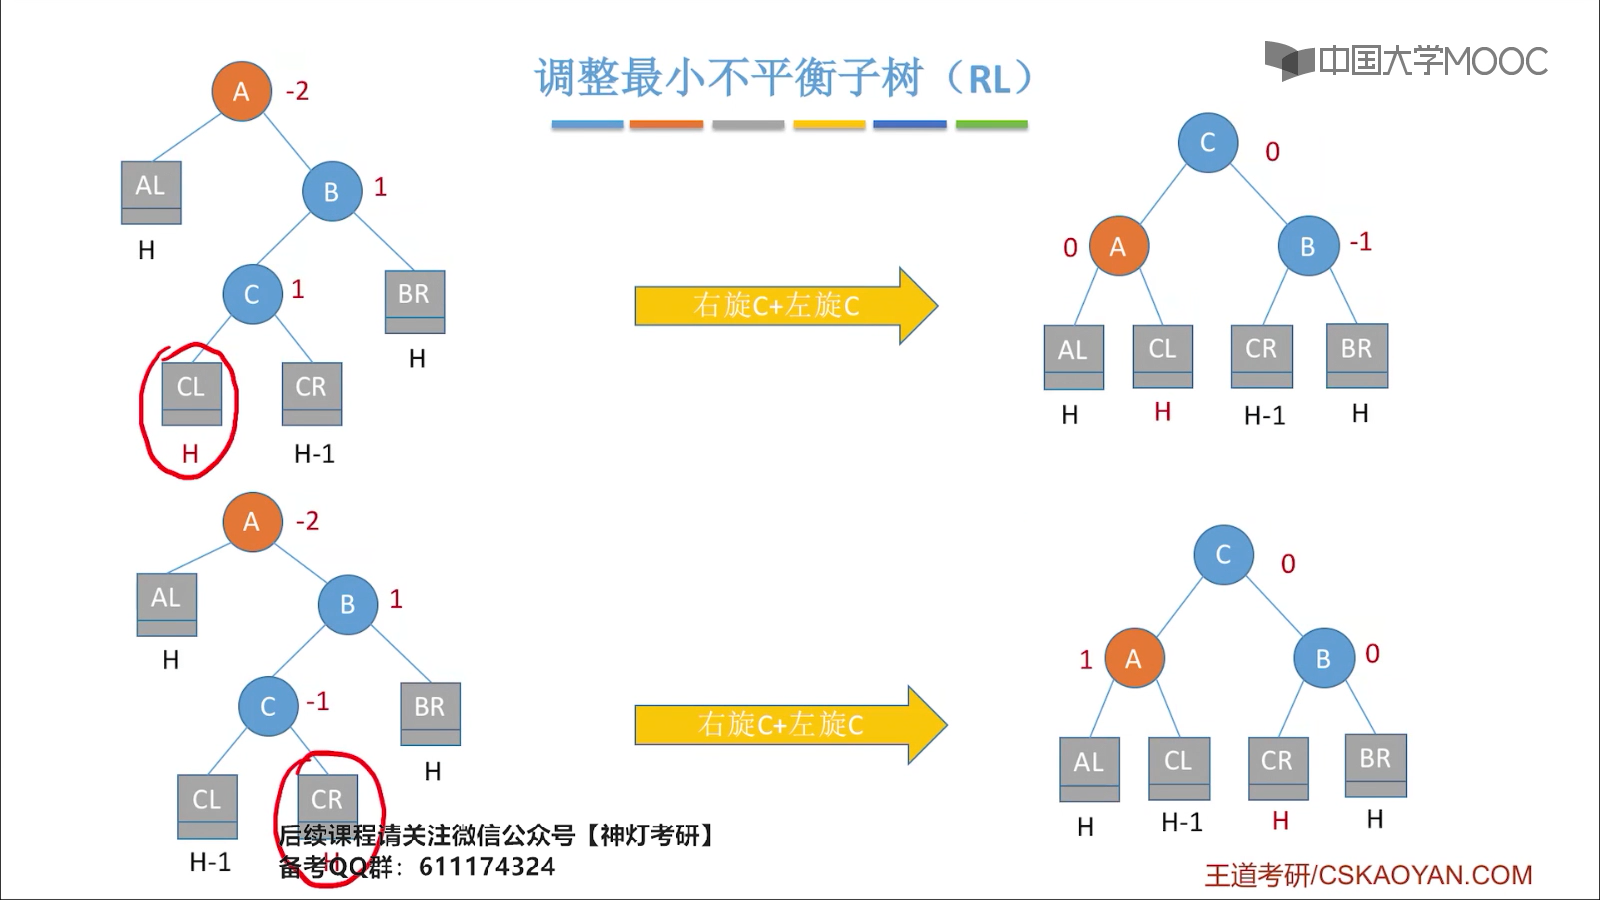 中国大学MOOC
调整最小不平衡子树（RL）
A -2
AL
H
B 1
C 1
BR
H
CL
H
CR
H-1
右旋C+左旋C
C 0
0 A
B -1
AL
CL
CR
BR
H
H
H-1
H
A -2
AL
H
B 1
C -1
BR
H
CL
H-1
CR
H
右旋C+左旋C
C 0
1 A
B 0
AL
CL
CR
BR
H
H-1
H
H
后续课程请关注微信公众号【神灯考研】
备考QQ群：611174324
王道考研/CSKAOYAN.COM